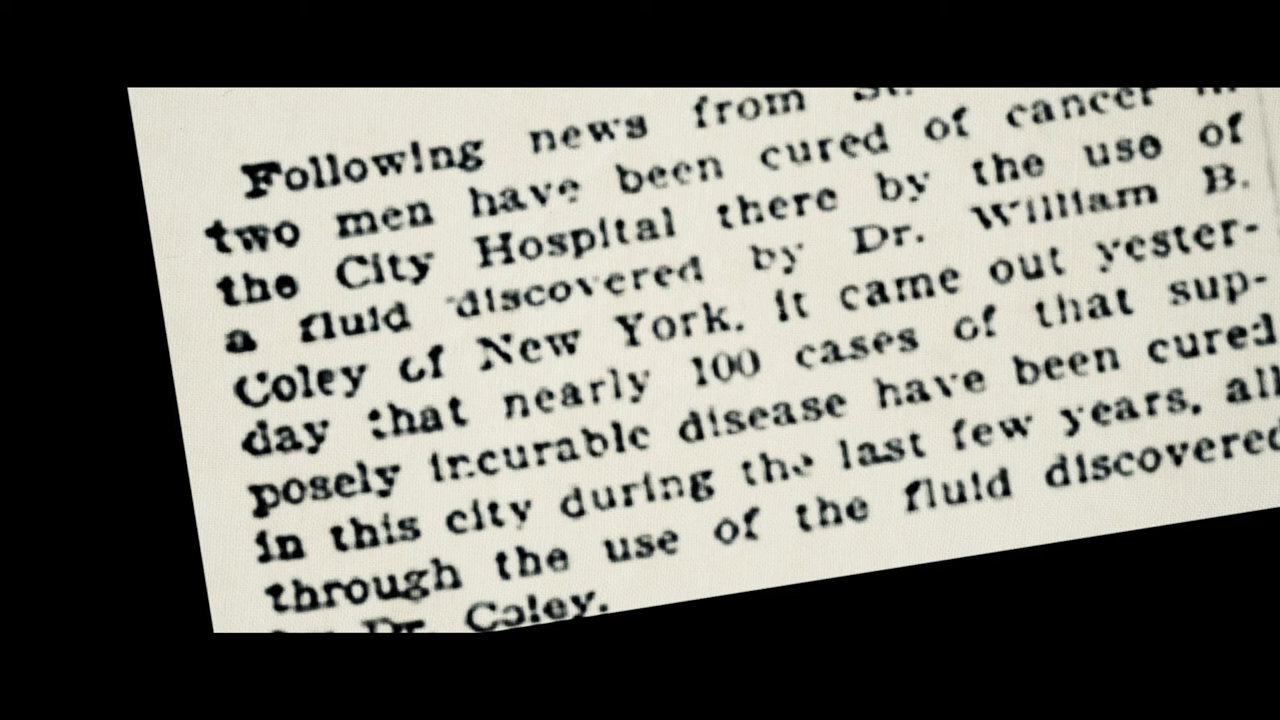 Following news from St.
two men have been cured of cancer in
the City Hospital there by the use of
a fluid discovered by Dr. William B.
Coley of New York, it came out yester-
day that nearly 100 cases of that sup-
posely incurable disease have been cured
in this city during the last few years, all
through the use of the fluid discovered
by Dr. Coley.